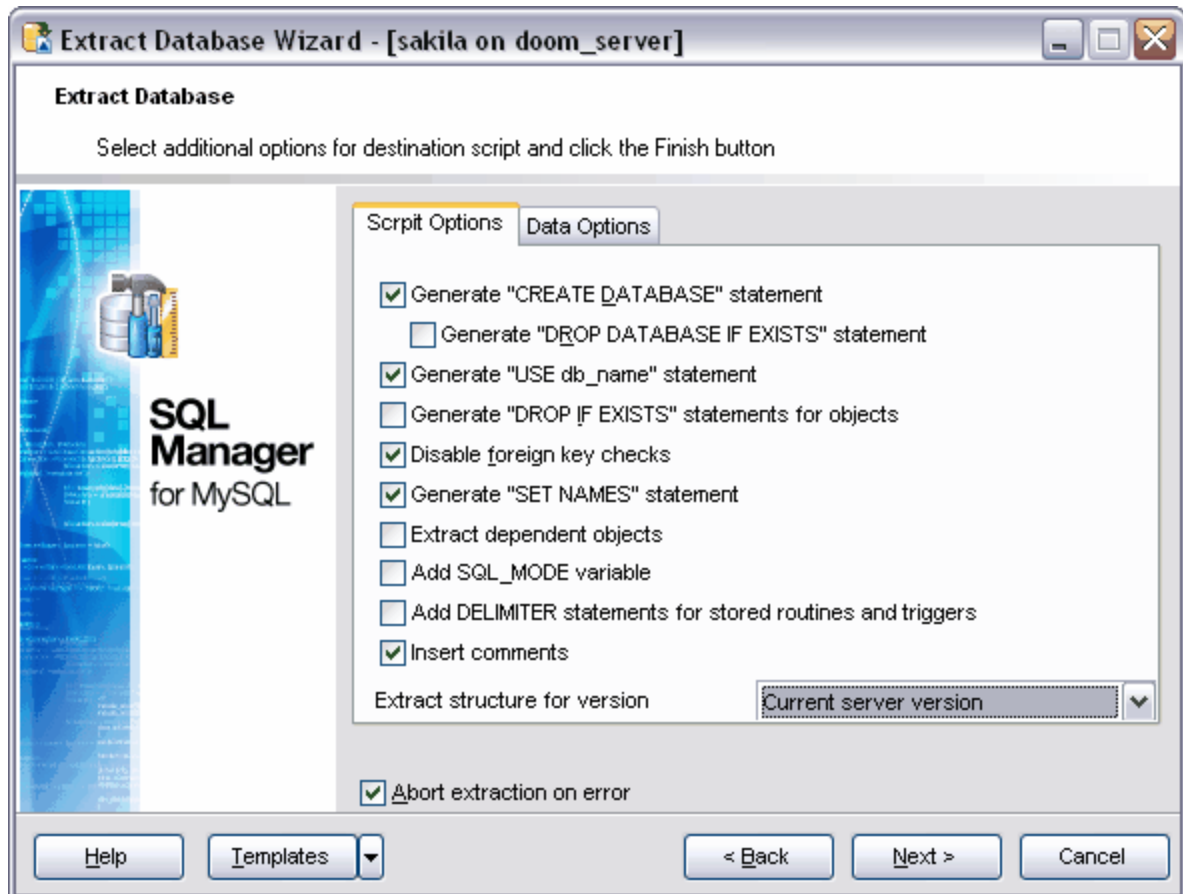 Extract Database Wizard - [sakila on doom_server]
Extract Database
Select additional options for destination script and click the Finish button
SQL
Manager
for MySQL
Scrpit Options
Data Options
Generate "CREATE DATABASE" statement
Generate "DROP DATABASE IF EXISTS" statement
Generate "USE db_name" statement
Generate "DROP IF EXISTS" statements for objects
Disable foreign key checks
Generate "SET NAMES" statement
Extract dependent objects
Add SQL_MODE variable
Add DELIMITER statements for stored routines and triggers
Insert comments
Extract structure for version
Current server version
Abort extraction on error
Help
Templates
< Back
Next >
Cancel